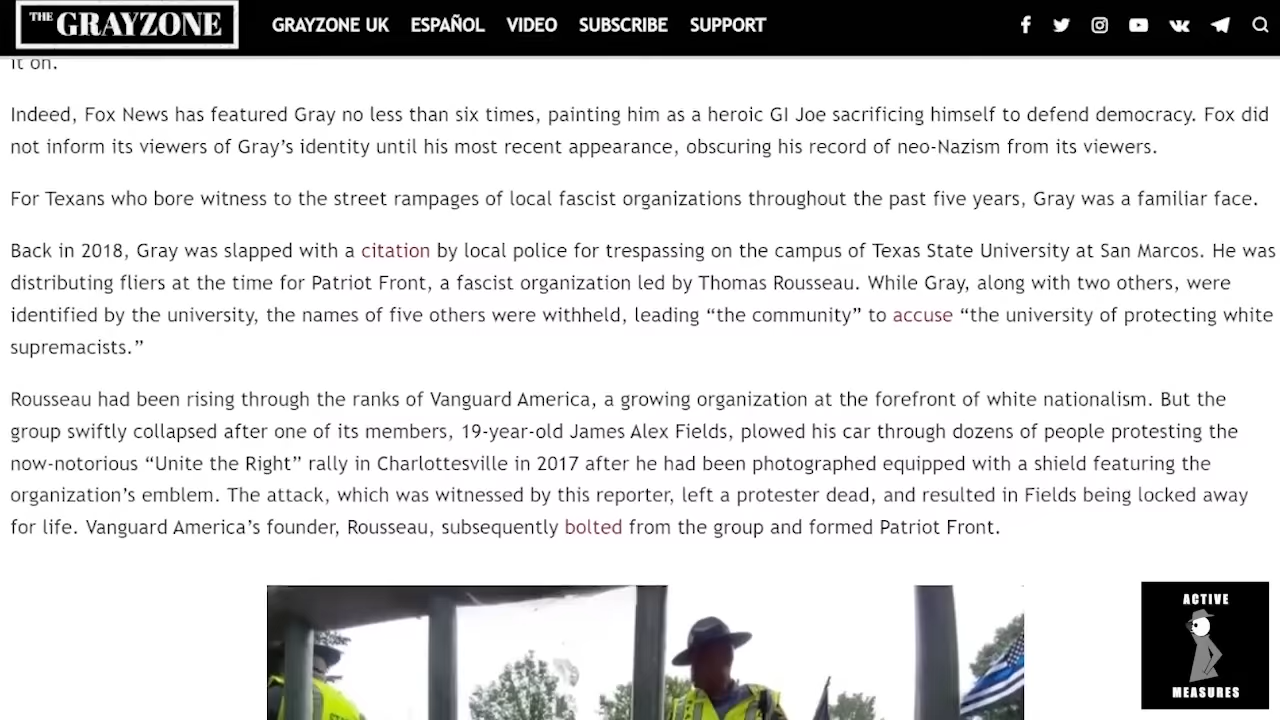 THE GRAYZONE GRAYZONE UK ESPAÑOL VIDEO SUBSCRIBE SUPPORT
it on.
Indeed, Fox News has featured Gray no less than six times, painting him as a heroic GI Joe sacrificing himself to defend democracy. Fox did
not inform its viewers of Gray’s identity until his most recent appearance, obscuring his record of neo-Nazism from its viewers.
For Texans who bore witness to the street rampages of local fascist organizations throughout the past five years, Gray was a familiar face.
Back in 2018, Gray was slapped with a citation by local police for trespassing on the campus of Texas State University at San Marcos. He was
distributing fliers at the time for Patriot Front, a fascist organization led by Thomas Rousseau. While Gray, along with two others, were
identified by the university, the names of five others were withheld, leading “the community” to accuse “the university of protecting white
supremacists.”
Rousseau had been rising through the ranks of Vanguard America, a growing organization at the forefront of white nationalism. But the
group swiftly collapsed after one of its members, 19-year-old James Alex Fields, plowed his car through dozens of people protesting the
now-notorious “Unite the Right” rally in Charlottesville in 2017 after he had been photographed equipped with a shield featuring the
organization’s emblem. The attack, which was witnessed by this reporter, left a protester dead, and resulted in Fields being locked away
for life. Vanguard America’s founder, Rousseau, subsequently bolted from the group and formed Patriot Front.
ACTIVE
MEASURES